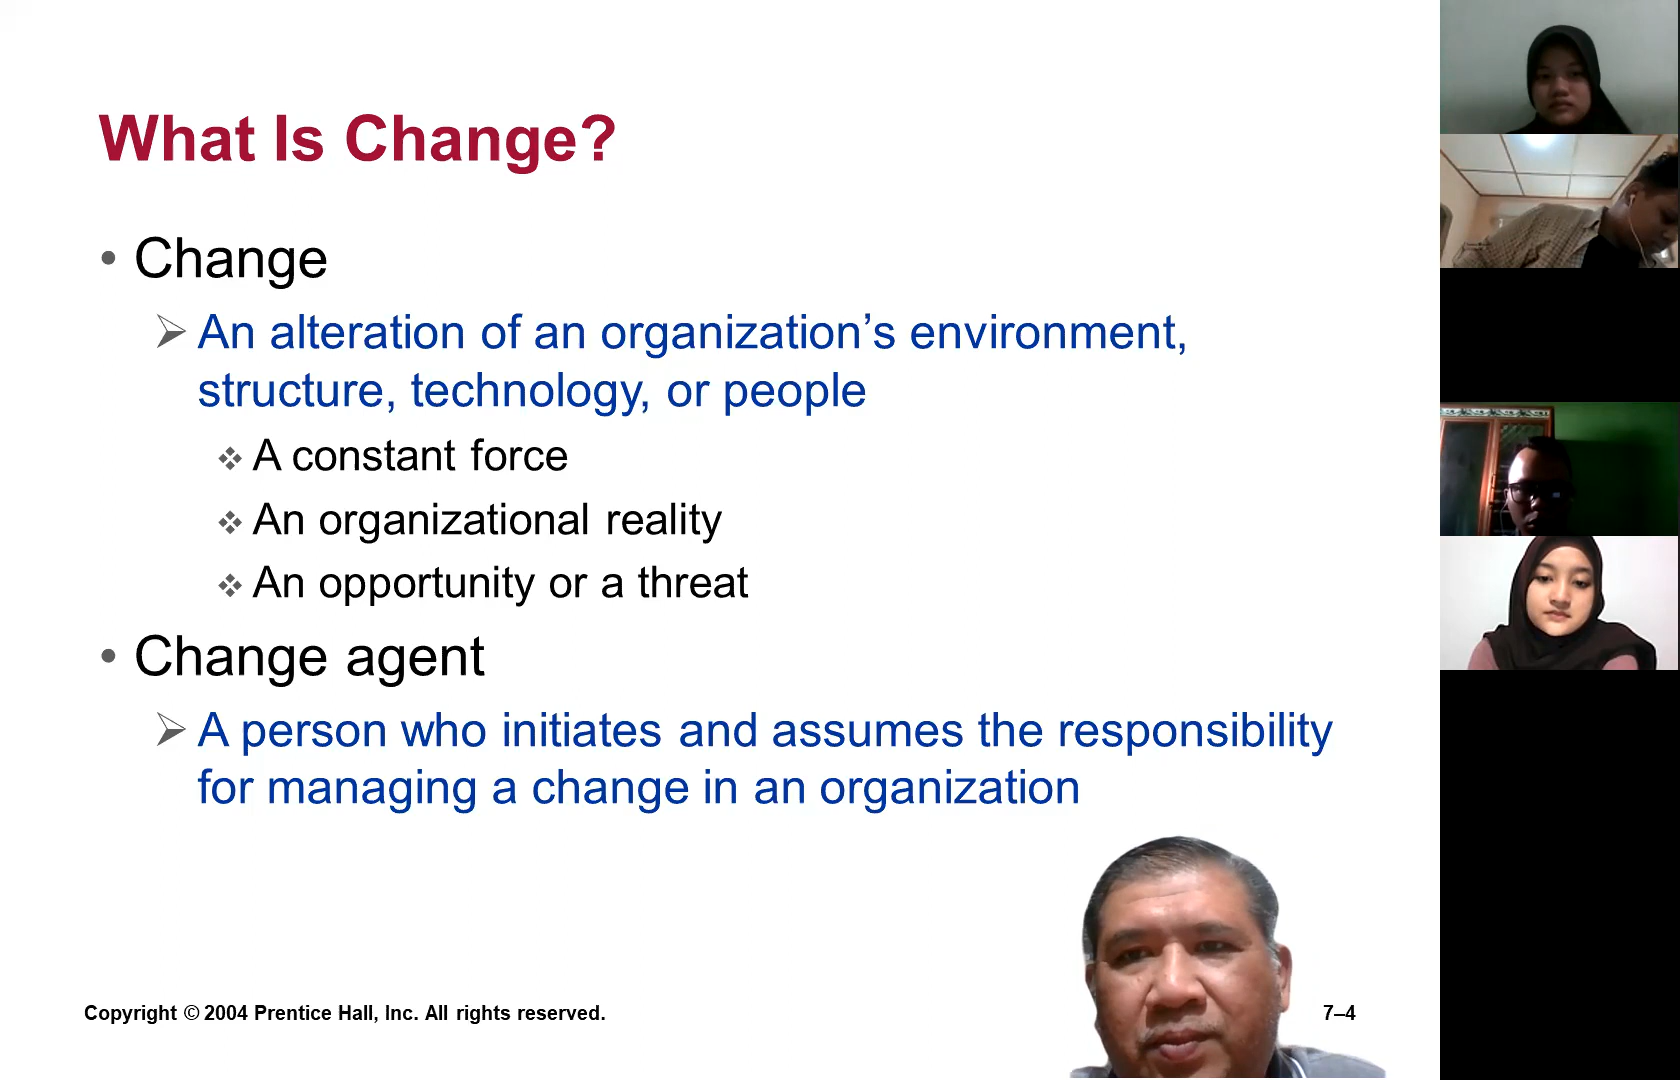 What Is Change?
• Change
➢ An alteration of an organization’s environment,
structure, technology, or people
❖ A constant force
❖ An organizational reality
❖ An opportunity or a threat
• Change agent
➢ A person who initiates and assumes the responsibility
for managing a change in an organization
Copyright © 2004 Prentice Hall, Inc. All rights reserved.
7–4